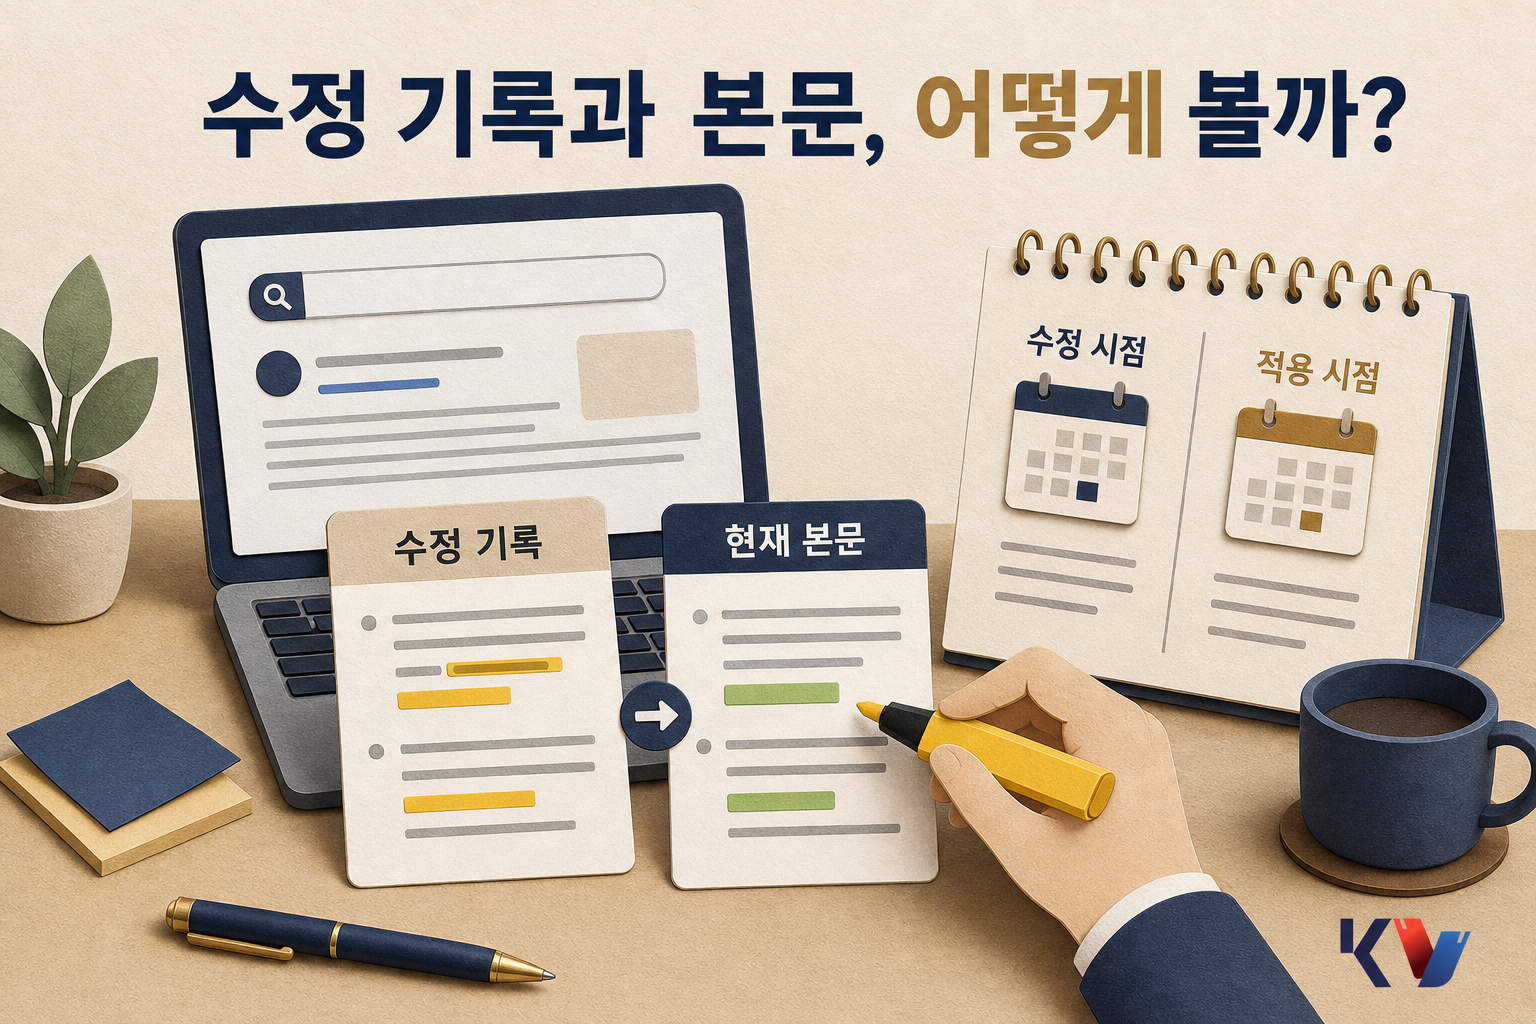 수정 기록과 본문, 어떻게 볼까?
수정 시점
적용 시점
수정 기록
현재 본문
KV